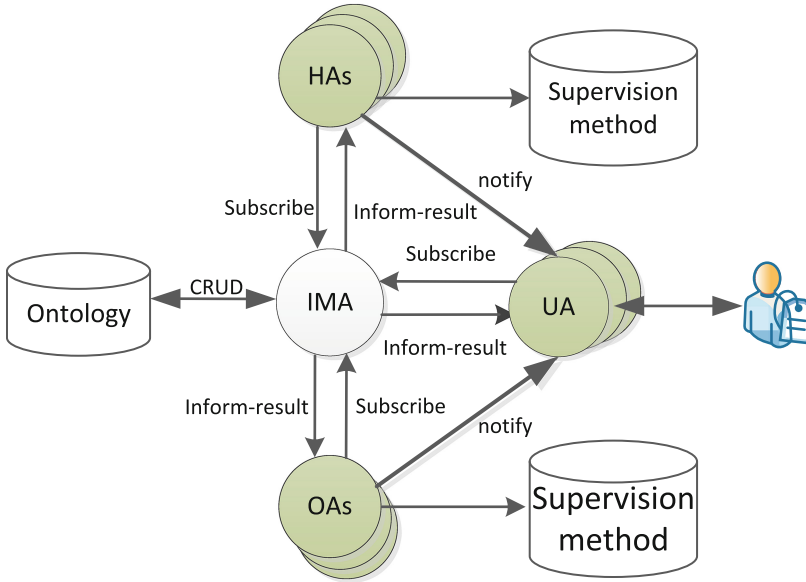 HAs
Supervision
method
notify
Subscribe
Inform-result
Subscribe
CRUD
Ontology
IMA
UA
Inform-result
Inform-result
Subscribe
notify
OAs
Supervision
method